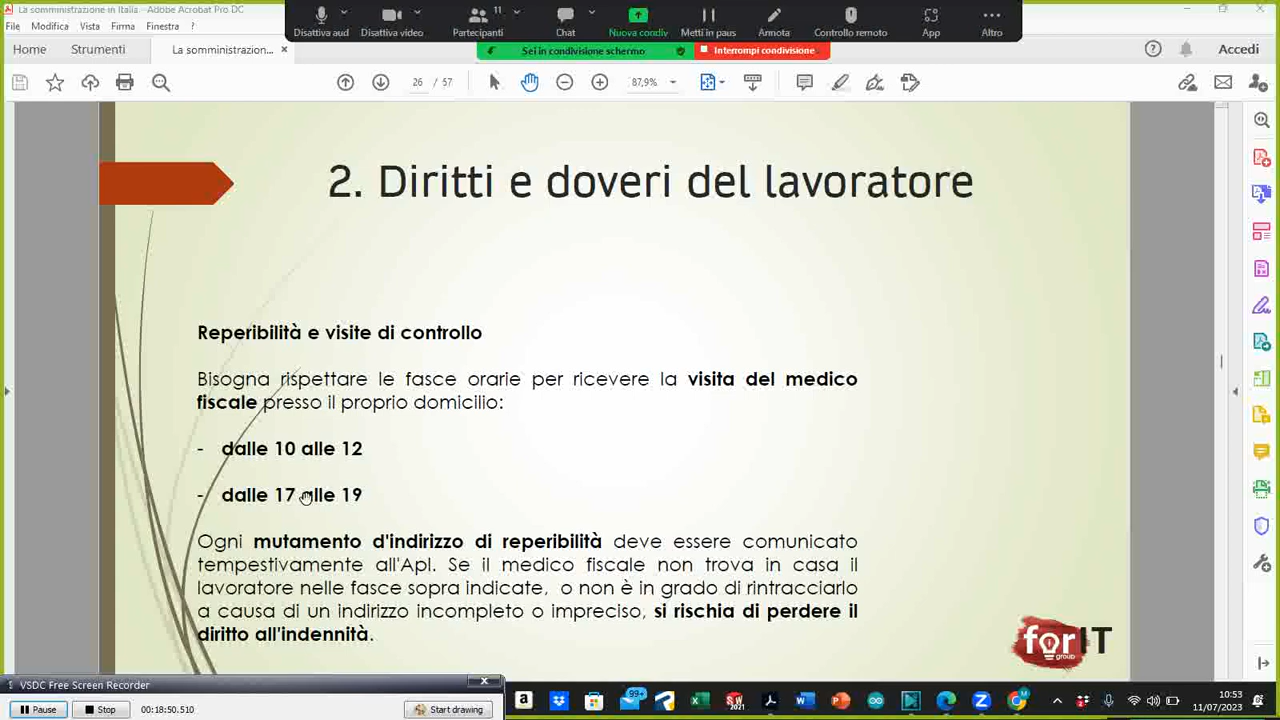 La somministrazione in Italia - Adobe Acrobat Pro DC
File Modifica Vista Firma Finestra ?
Disattiva aud Disattiva video Partecipanti 11 Chat Nuova condiv Metti in paus Annota Controllo remoto App Altro
Sei in condivisione schermo Interrompi condivisione
Home Strumenti La somministrazion... × Accedi
26 / 57 87,9%
2. Diritti e doveri del lavoratore
Reperibilità e visite di controllo
Bisogna rispettare le fasce orarie per ricevere la visita del medico
fiscale presso il proprio domicilio:
- dalle 10 alle 12
- dalle 17 alle 19
Ogni mutamento d'indirizzo di reperibilità deve essere comunicato
tempestivamente all'Apl. Se il medico fiscale non trova in casa il
lavoratore nelle fasce sopra indicate, o non è in grado di rintracciarlo
a causa di un indirizzo incompleto o impreciso, si rischia di perdere il
diritto all'indennità.
forIT
group
VSDC Free Screen Recorder
Pause Stop 00:18:50.510 Start drawing
99+
2021
10:53
11/07/2023